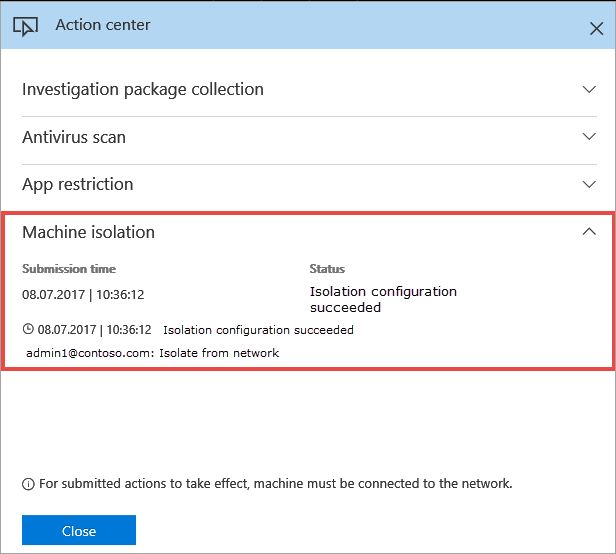 Action center
Investigation package collection
Antivirus scan
App restriction
Machine isolation
Submission time Status
08.07.2017 | 10:36:12 Isolation configuration
succeeded
08.07.2017 | 10:36:12 Isolation configuration succeeded
admin1@contoso.com: Isolate from network
For submitted actions to take effect, machine must be connected to the network.
Close